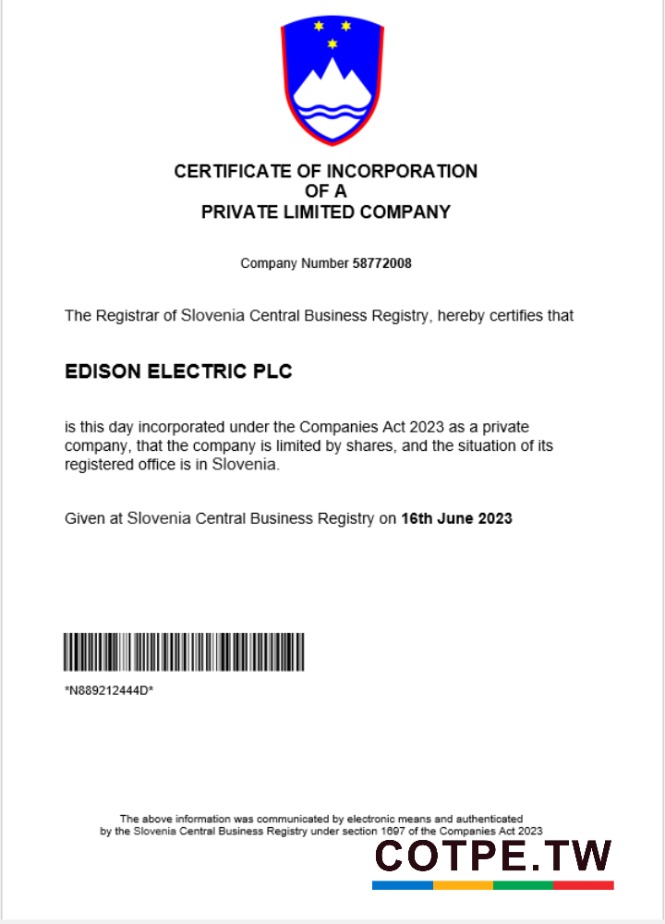 CERTIFICATE OF INCORPORATION
OF A
PRIVATE LIMITED COMPANY
Company Number 58772008
The Registrar of Slovenia Central Business Registry, hereby certifies that
EDISON ELECTRIC PLC
is this day incorporated under the Companies Act 2023 as a private
company, that the company is limited by shares, and the situation of its
registered office is in Slovenia.
Given at Slovenia Central Business Registry on 16th June 2023
*N889212444D*
The above information was communicated by electronic means and authenticated
by the Slovenia Central Business Registry under section 1697 of the Companies Act 2023
COTPE.TW